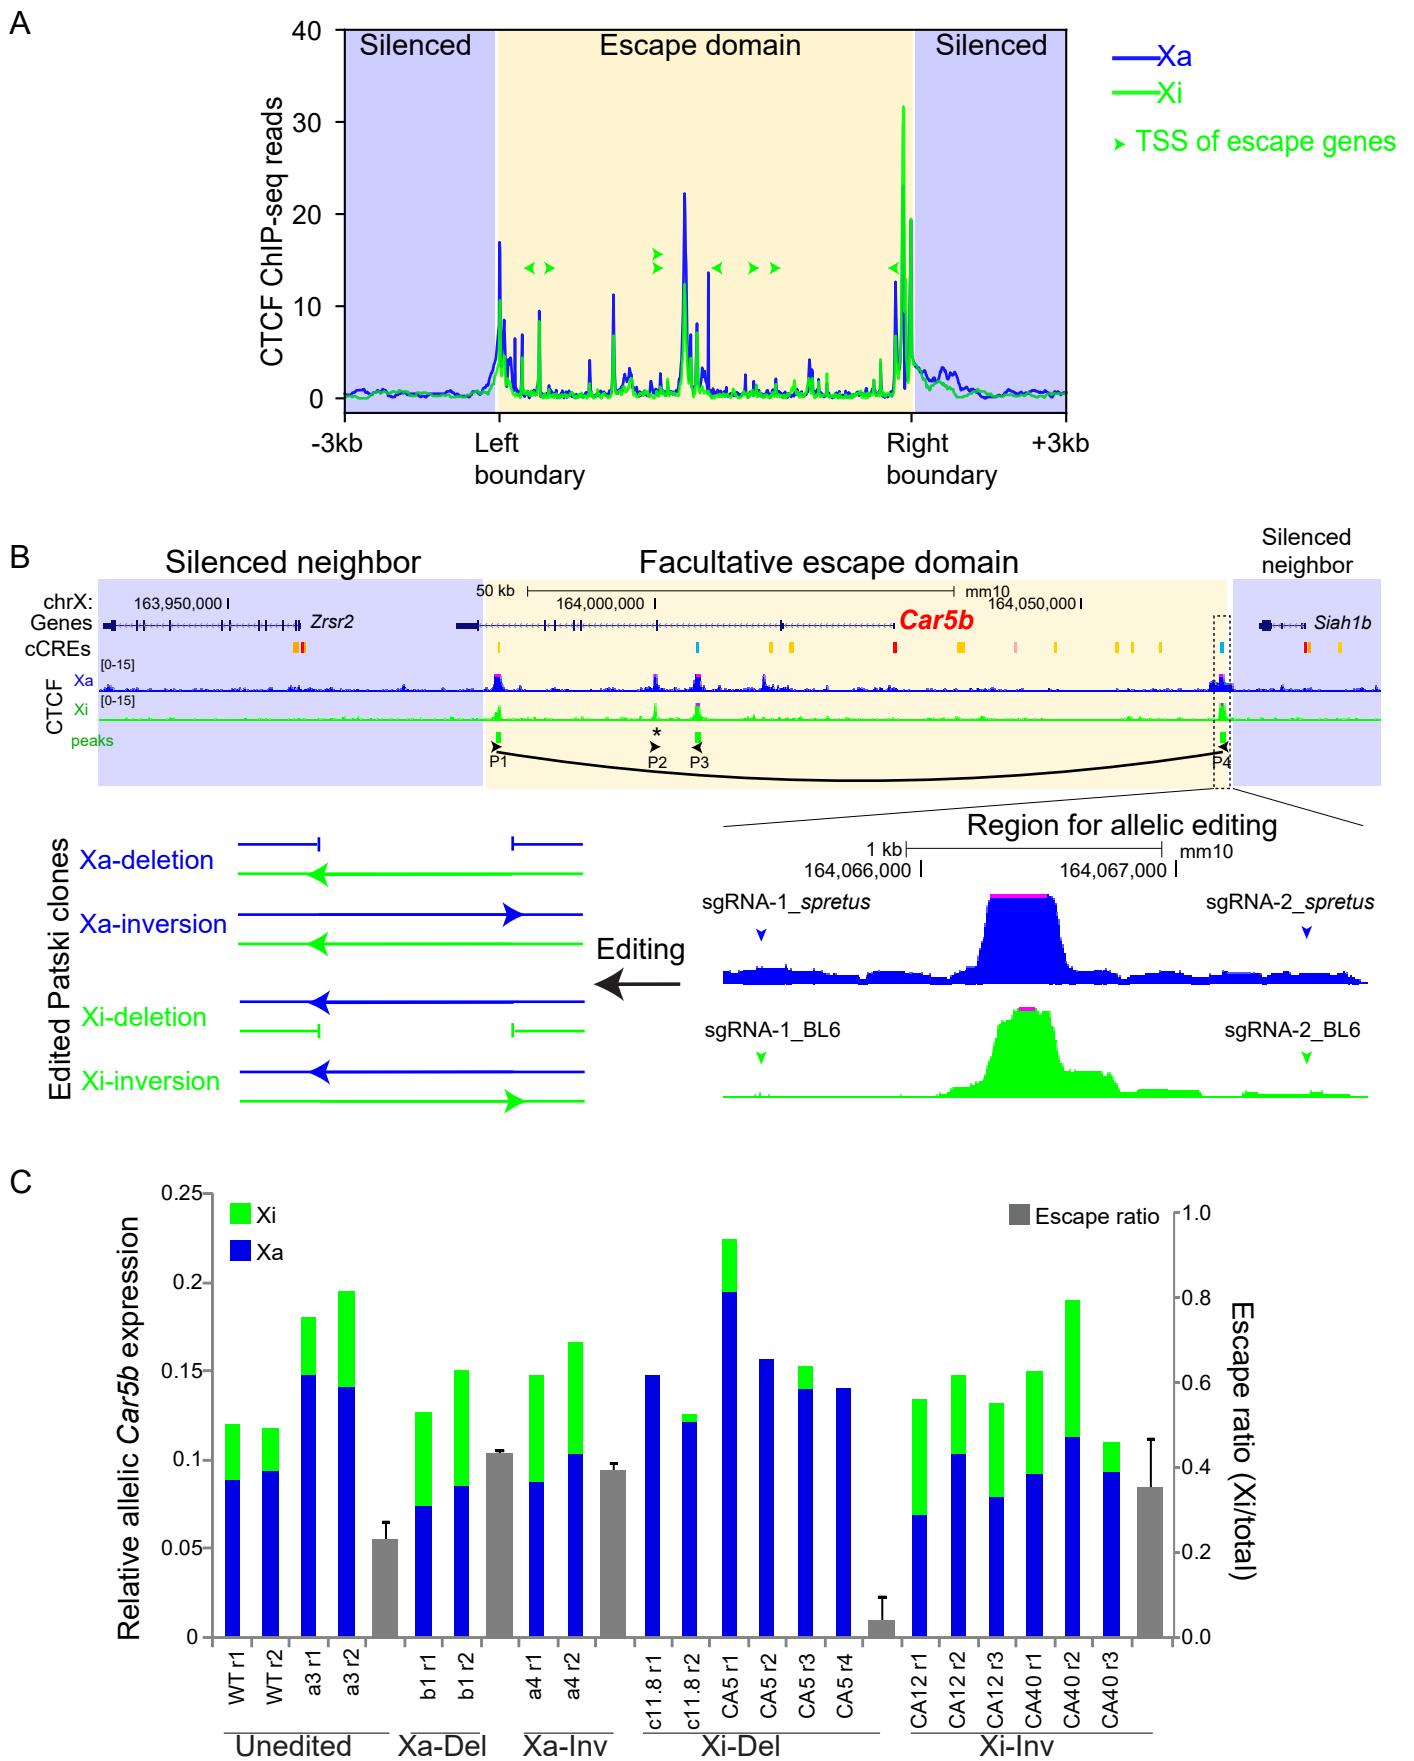 A
Silenced
Escape domain
Silenced
Xa
Xi
TSS of escape genes
CTCF ChIP-seq reads
40
30
20
10
0
-3kb
Left boundary
Right boundary
+3kb
B
Silenced neighbor
Facultative escape domain
Silenced neighbor
chrX:
163,950,000
50 kb
mm10
164,000,000
164,050,000
Genes
Zrsr2
Car5b
Siah1b
cCREs
CTCF
[0-15]
Xa
[0-15]
Xi
peaks
*
P1
P2
P3
P4
Edited Patski clones
Xa-deletion
Xa-inversion
Xi-deletion
Xi-inversion
Editing
Region for allelic editing
1 kb
mm10
164,066,000
164,067,000
sgRNA-1_spretus
sgRNA-2_spretus
sgRNA-1_BL6
sgRNA-2_BL6
C
Relative allelic Car5b expression
0.25
0.2
0.15
0.1
0.05
0
Xi
Xa
Escape ratio
1.0
0.8
0.6
0.4
0.2
0.0
Escape ratio (Xi/total)
WT r1
WT r2
a3 r1
a3 r2
b1 r1
b1 r2
a4 r1
a4 r2
c11.8 r1
c11.8 r2
CA5 r1
CA5 r2
CA5 r3
CA5 r4
CA12 r1
CA12 r2
CA12 r3
CA40 r1
CA40 r2
CA40 r3
Unedited
Xa-Del
Xa-Inv
Xi-Del
Xi-Inv